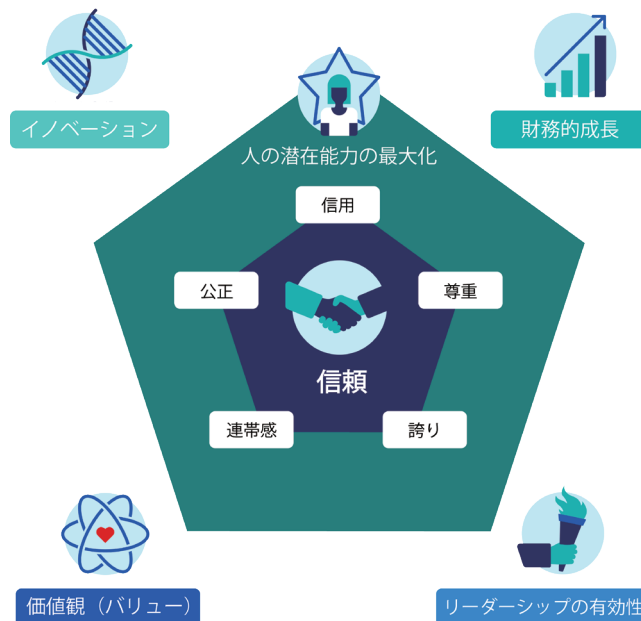 イノベーション
財務的成長
人の潜在能力の最大化
信用
公正
尊重
信頼
連帯感
誇り
価値観（バリュー）
リーダーシップの有効性